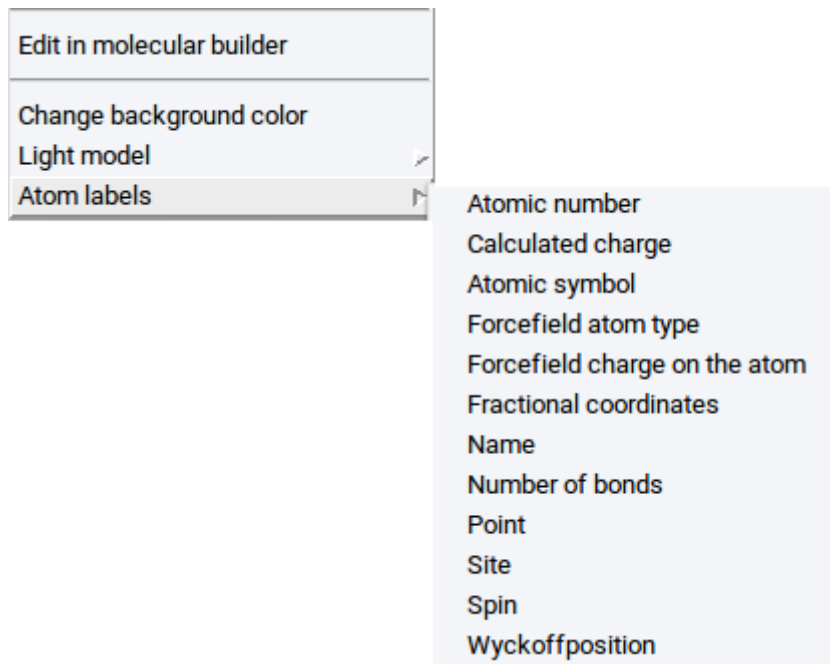 Edit in molecular builder
Change background color
Light model
Atom labels
Atomic number
Calculated charge
Atomic symbol
Forcefield atom type
Forcefield charge on the atom
Fractional coordinates
Name
Number of bonds
Point
Site
Spin
Wyckoffposition